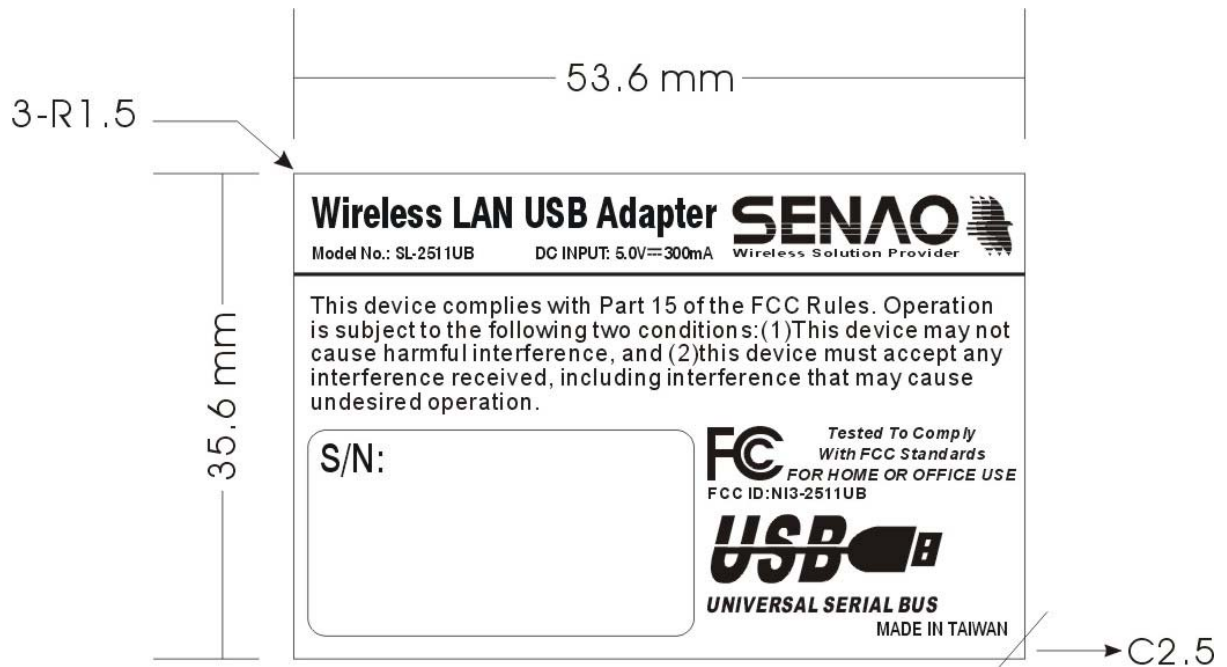 53.6 mm
3-R1.5
35.6 mm
Wireless LAN USB Adapter
SENAO
Model No.: SL-2511UB DC INPUT: 5.0V⎓300mA
Wireless Solution Provider
This device complies with Part 15 of the FCC Rules. Operation
is subject to the following two conditions:(1)This device may not
cause harmful interference, and (2)this device must accept any
interference received, including interference that may cause
undesired operation.
S/N:
FC
Tested To Comply
With FCC Standards
FOR HOME OR OFFICE USE
FCC ID:NI3-2511UB
USB
UNIVERSAL SERIAL BUS
MADE IN TAIWAN
C2.5